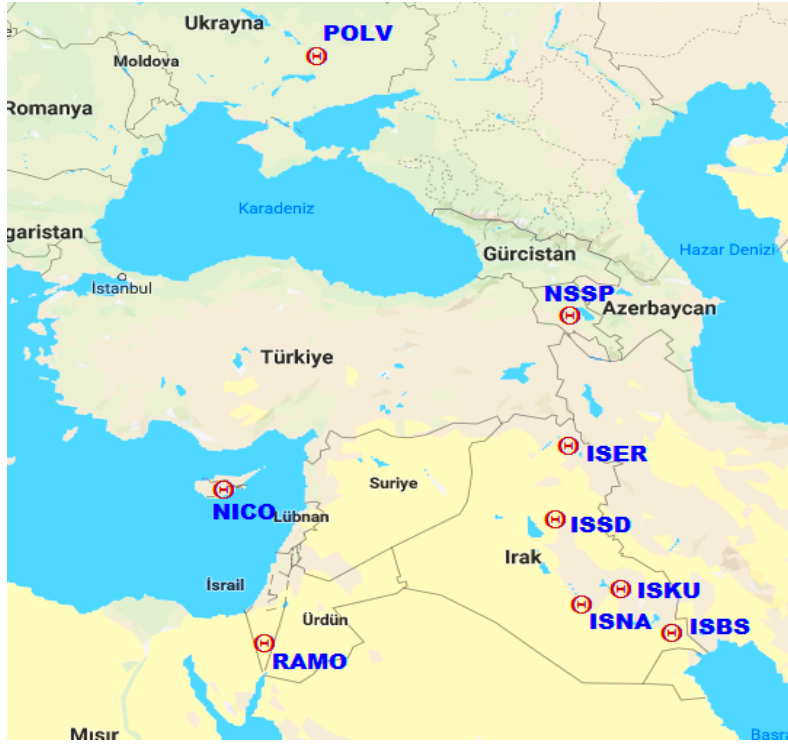 Ukrayna
POLV
Moldova
Romanya
Karadeniz
garistan
Gürcistan
Hazar Denizi
İstanbul
NSSP
Azerbaycan
Türkiye
ISER
Suriye
NICO
Lübnan
ISSD
Irak
İsrail
ISKU
ISNA
Ürdün
ISBS
RAMO
Mısır
Basra